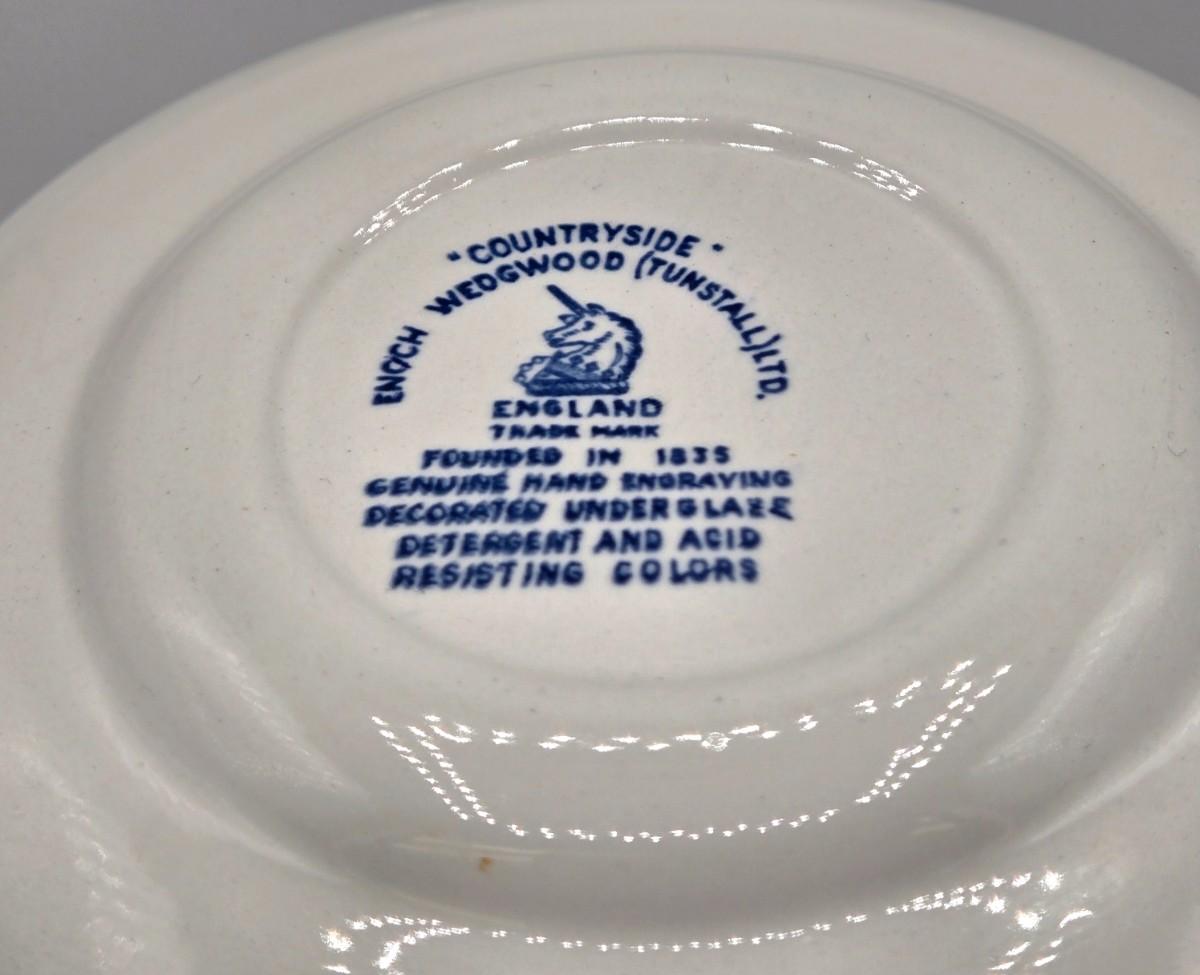 "COUNTRYSIDE"
ENOCH WEDGWOOD (TUNSTALL) LTD.
ENGLAND
TRADE MARK
FOUNDED IN 1835
GENUINE HAND ENGRAVING
DECORATED UNDERGLAZE
DETERGENT AND ACID
RESISTING COLORS